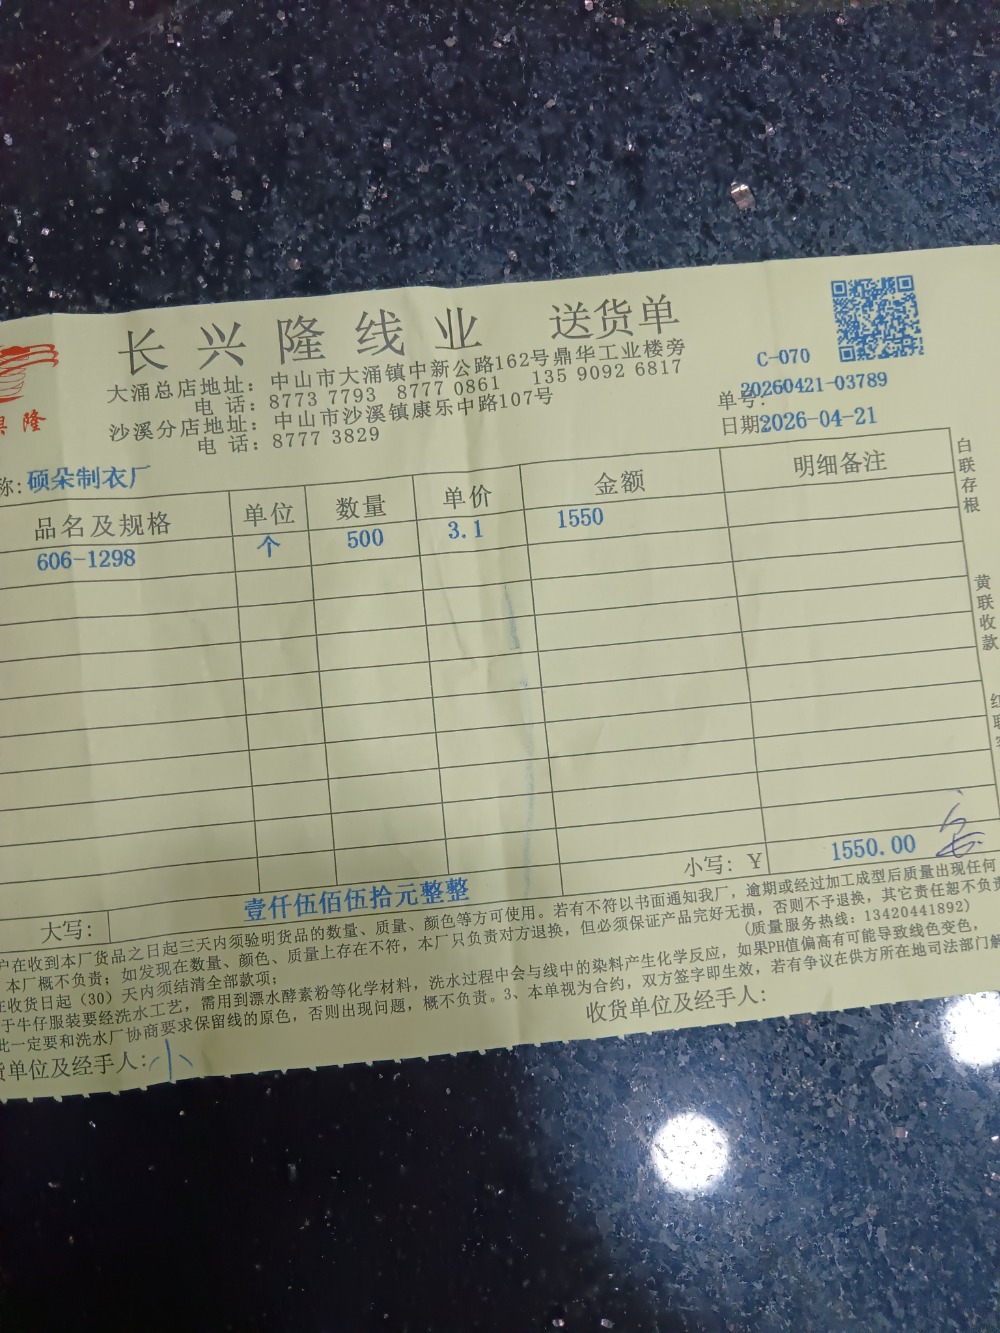 长兴隆线业 送货单
大涌总店地址：中山市大涌镇中新公路162号鼎华工业楼旁
电 话：8773 7793 8777 0861 135 9092 6817
沙溪分店地址：中山市沙溪镇康乐中路107号
电 话：8777 3829
C-070
单号：20260421-03789
日期：2026-04-21
隆
称:硕朵制衣厂
品名及规格 单位 数量 单价 金额 明细备注
606-1298 个 500 3.1 1550
小写：￥ 1550.00
大写： 壹仟伍佰伍拾元整整
户在收到本厂货品之日起三天内须验明货品的数量、质量、颜色等方可使用。若有不符以书面通知我厂，逾期或经过加工成型后质量出现任何
本厂概不负责；如发现在数量、颜色、质量上存在不符，本厂只负责对方退换，但必须保证产品完好无损，否则不予退换，其它责任恕不负责
在收货日起（30）天内须结清全部款项； （质量服务热线：13420441892）
于牛仔服装要经洗水工艺，需用到漂水酵素粉等化学材料，洗水过程中会与线中的染料产生化学反应，如果PH值偏高有可能导致线色变色，
此一定要和洗水厂协商要求保留线的原色，否则出现问题，概不负责。3、本单视为合约，双方签字即生效，若有争议在供方所在地司法部门解
货单位及经手人：小
收货单位及经手人：
白联存根
黄联收款
红联